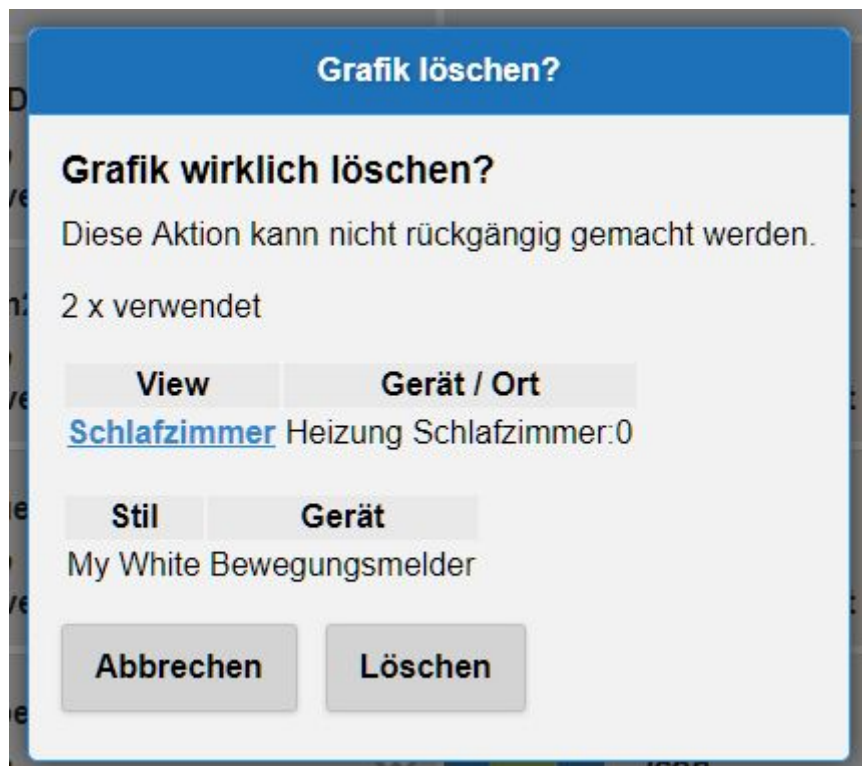 Grafik löschen?
Grafik wirklich löschen?
Diese Aktion kann nicht rückgängig gemacht werden.
2 x verwendet
View Gerät / Ort
Schlafzimmer Heizung Schlafzimmer:0
Stil Gerät
My White Bewegungsmelder
Abbrechen Löschen